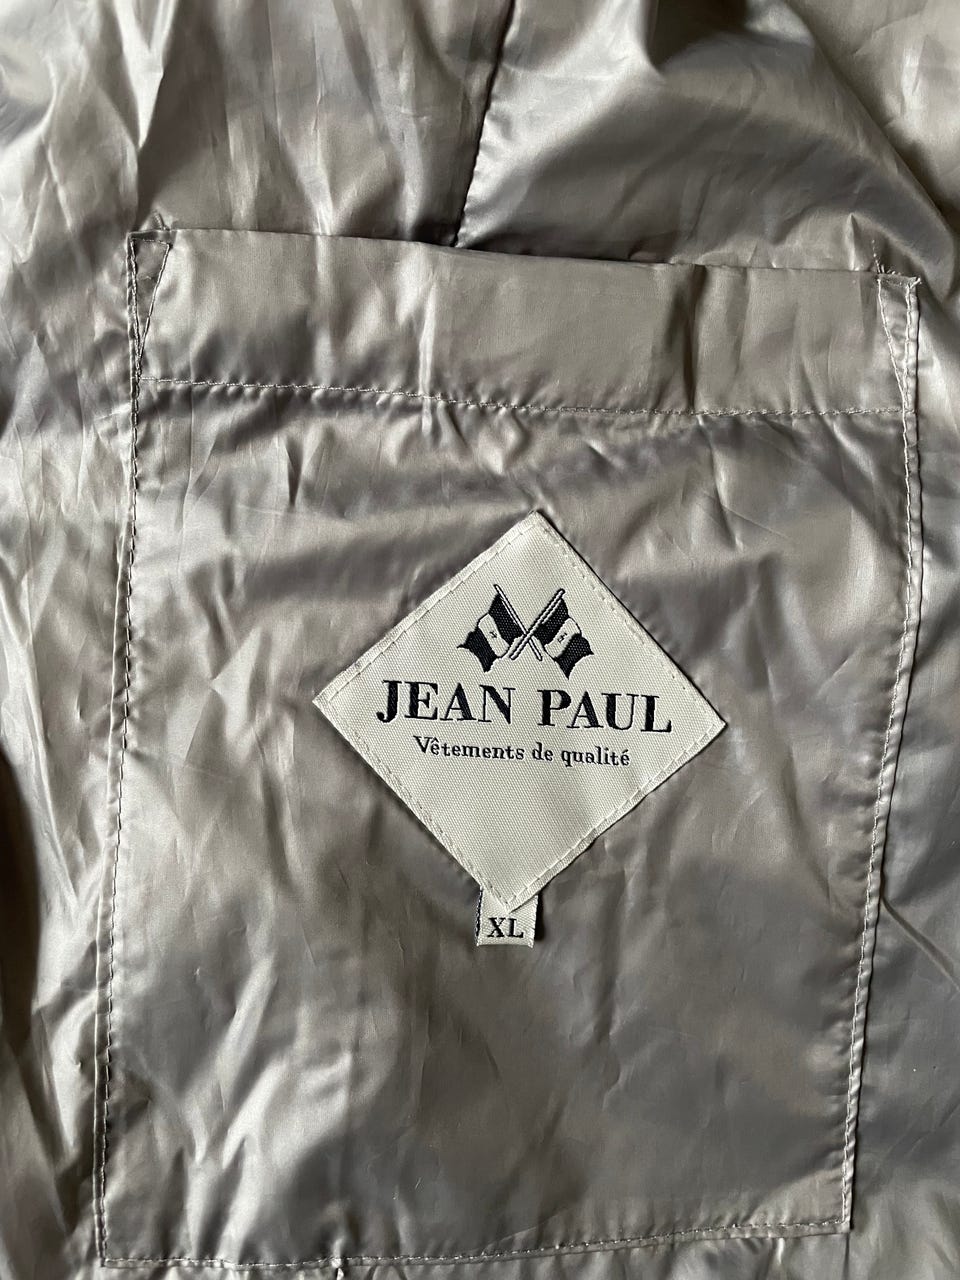 JEAN PAUL
Vêtements de qualité
XL